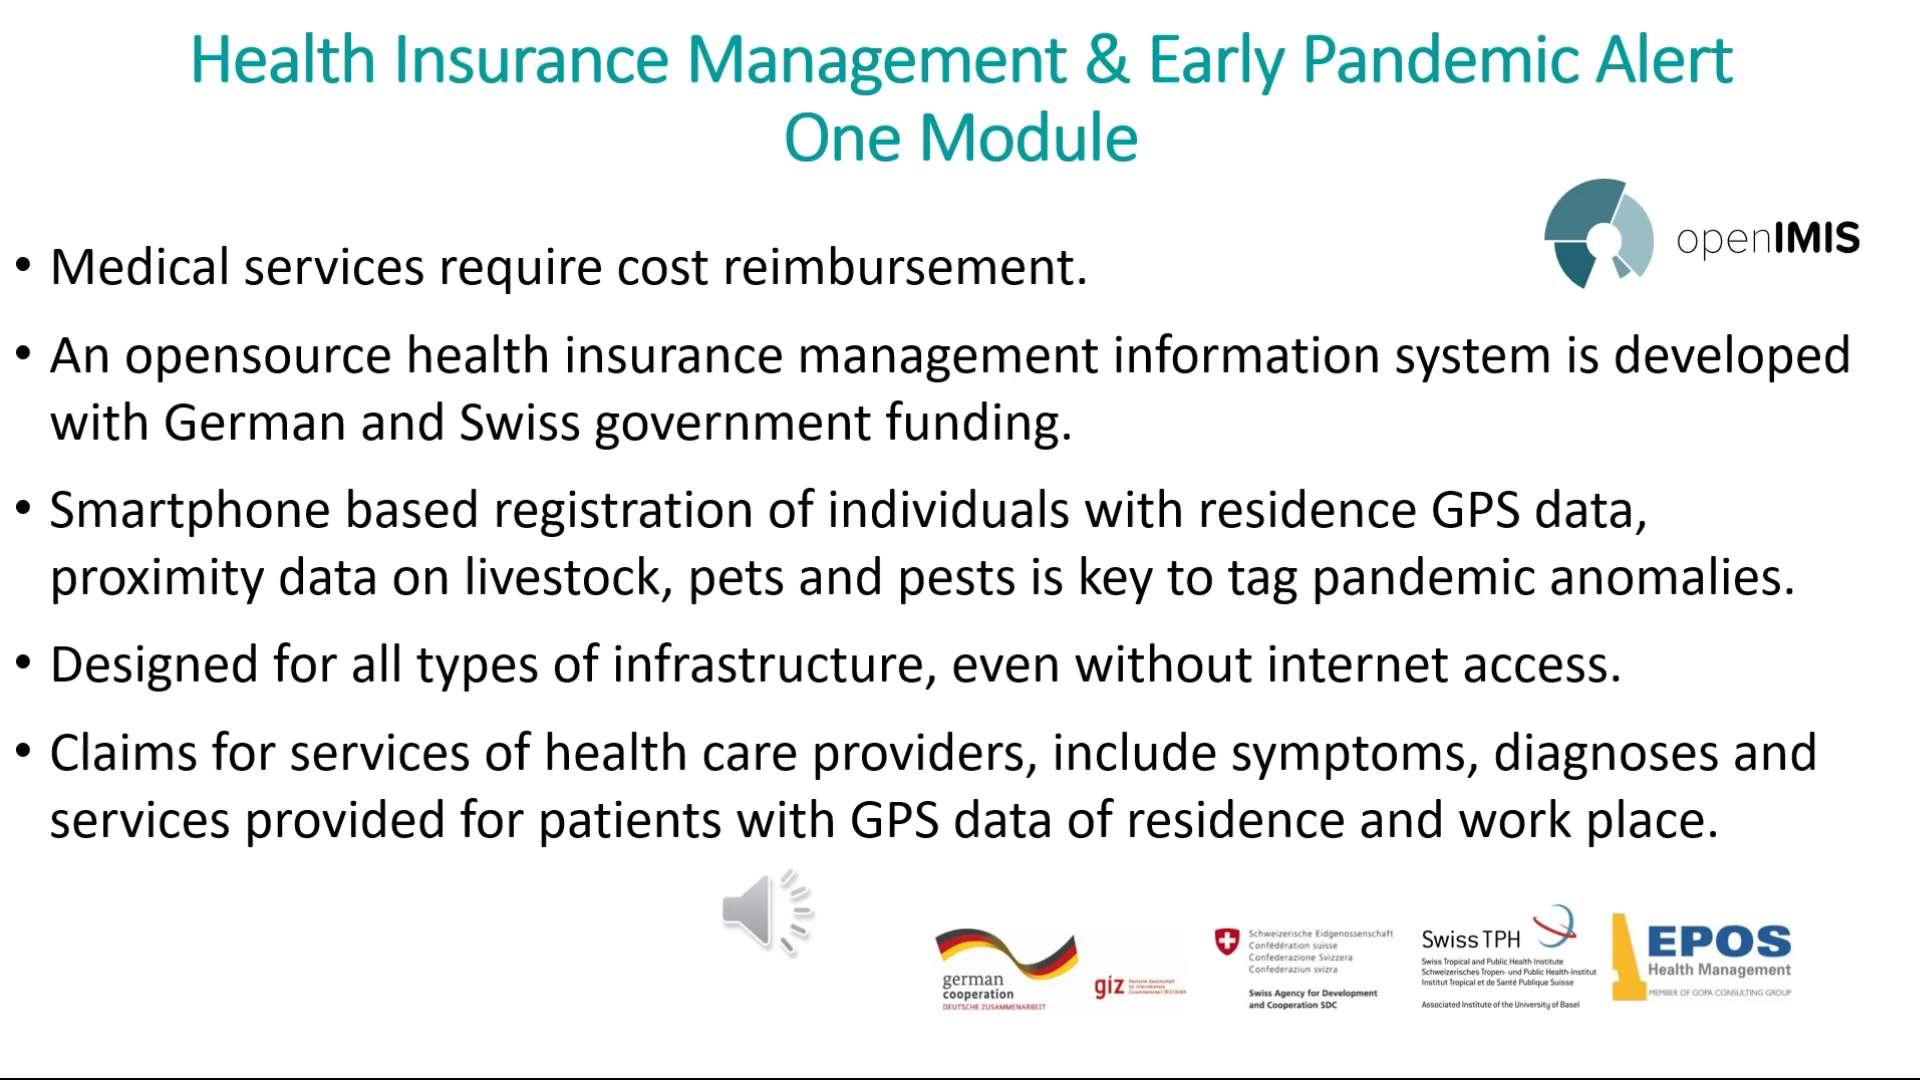 Health Insurance Management & Early Pandemic Alert
One Module
openIMIS
• Medical services require cost reimbursement.
• An opensource health insurance management information system is developed
with German and Swiss government funding.
• Smartphone based registration of individuals with residence GPS data,
proximity data on livestock, pets and pests is key to tag pandemic anomalies.
• Designed for all types of infrastructure, even without internet access.
• Claims for services of health care providers, include symptoms, diagnoses and
services provided for patients with GPS data of residence and work place.
german
cooperation
DEUTSCHE ZUSAMMENARBEIT
giz
Deutsche Gesellschaft
für Internationale
Zusammenarbeit (GIZ) GmbH
Schweizerische Eidgenossenschaft
Confédération suisse
Confederazione Svizzera
Confederaziun svizra
Swiss Agency for Development
and Cooperation SDC
Swiss TPH
Swiss Tropical and Public Health Institute
Schweizerisches Tropen- und Public Health-Institut
Institut Tropical et de Santé Publique Suisse
Associated Institute of the University of Basel
EPOS
Health Management
MEMBER OF GOPA CONSULTING GROUP